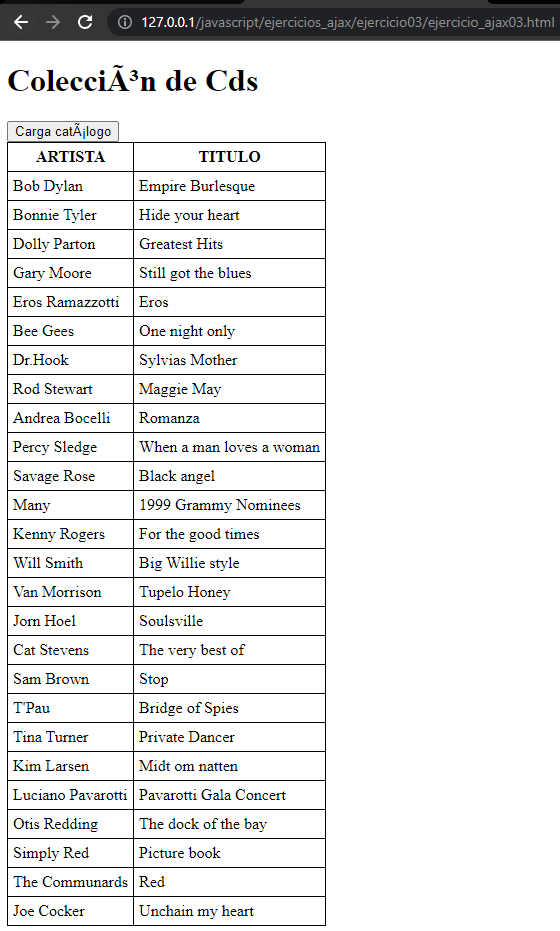 127.0.0.1/javascript/ejercicios_ajax/ejercicio03/ejercicio_ajax03.html
ColecciÃ³n de Cds
Carga catÃ¡logo
ARTISTA TITULO
Bob Dylan Empire Burlesque
Bonnie Tyler Hide your heart
Dolly Parton Greatest Hits
Gary Moore Still got the blues
Eros Ramazzotti Eros
Bee Gees One night only
Dr.Hook Sylvias Mother
Rod Stewart Maggie May
Andrea Bocelli Romanza
Percy Sledge When a man loves a woman
Savage Rose Black angel
Many 1999 Grammy Nominees
Kenny Rogers For the good times
Will Smith Big Willie style
Van Morrison Tupelo Honey
Jorn Hoel Soulsville
Cat Stevens The very best of
Sam Brown Stop
T'Pau Bridge of Spies
Tina Turner Private Dancer
Kim Larsen Midt om natten
Luciano Pavarotti Pavarotti Gala Concert
Otis Redding The dock of the bay
Simply Red Picture book
The Communards Red
Joe Cocker Unchain my heart